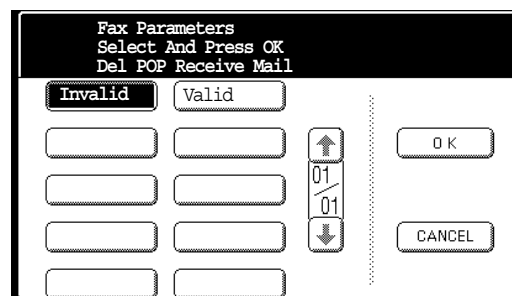 Fax Parameters
Select And Press OK
Del POP Receive Mail
Invalid Valid
OK
01
01
CANCEL